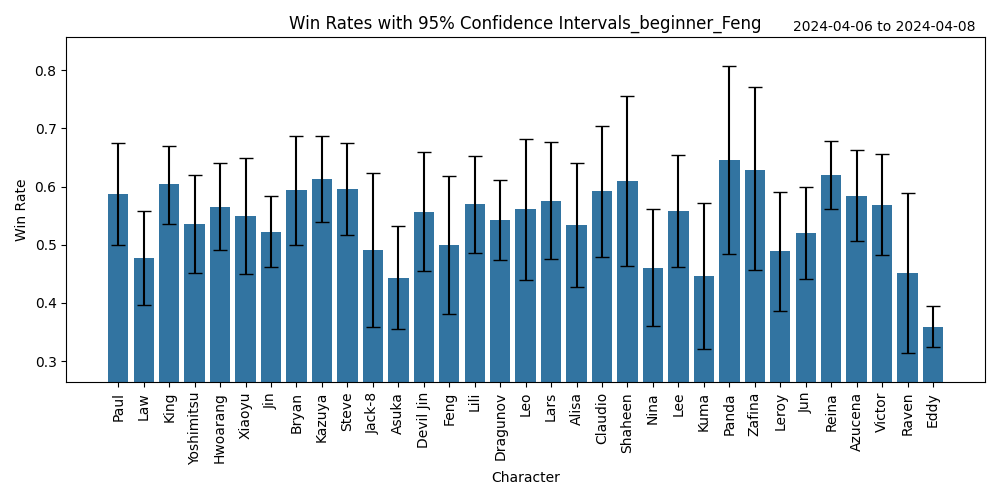 Win Rates with 95% Confidence Intervals_beginner_Feng
2024-04-06 to 2024-04-08
Win Rate
0.8
0.7
0.6
0.5
0.4
0.3
Paul
Law
King
Yoshimitsu
Hwoarang
Xiaoyu
Jin
Bryan
Kazuya
Steve
Jack-8
Asuka
Devil Jin
Feng
Lili
Dragunov
Leo
Lars
Alisa
Claudio
Shaheen
Nina
Lee
Kuma
Panda
Zafina
Leroy
Jun
Reina
Azucena
Victor
Raven
Eddy
Character